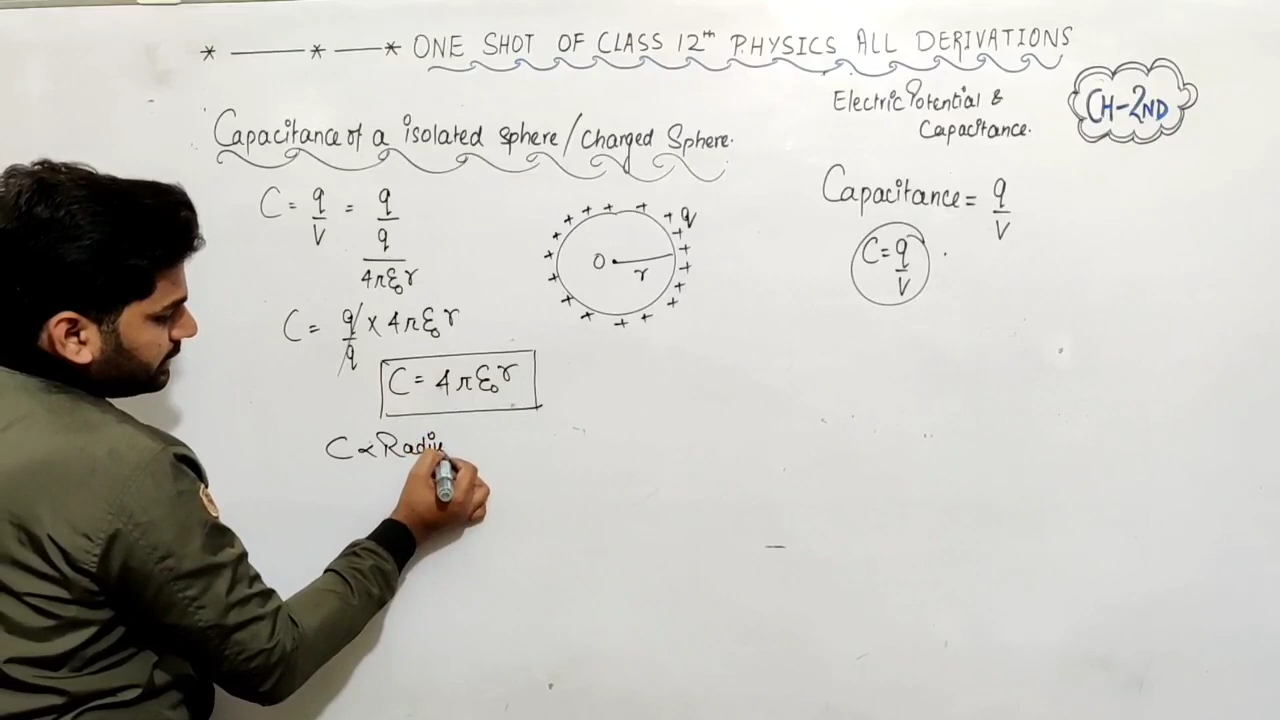 * ——* —* ONE SHOT OF CLASS 12th PHYSICS ALL DERIVATIONS
Electric Potential &
Capacitance.
CH-2ND
Capacitance of a isolated sphere / Charged Sphere.
C = q/V = q/(q/4πε₀r)
C = q/q × 4πε₀r
C = 4πε₀r
C ∝ Radiu
+ + + + + q
+ + + + + + + + + + + + +
O r
Capacitance = q/V
C = q/V